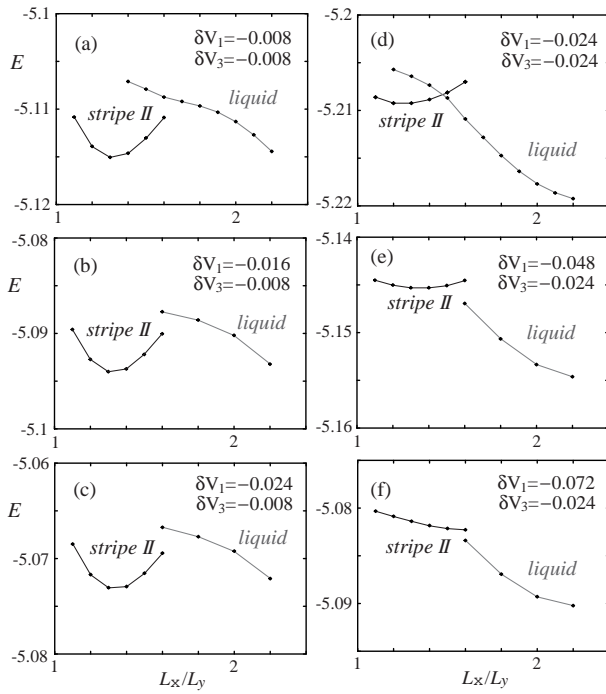 -5.1
(a)
δV1=−0.008
δV3=−0.008
E
liquid
stripe II
-5.11
-5.12
1
2
-5.2
(d)
δV1=−0.024
δV3=−0.024
-5.21
stripe II
liquid
-5.22
1
2
-5.08
(b)
δV1=−0.016
δV3=−0.008
E
stripe II
liquid
-5.09
-5.1
1
2
-5.14
(e)
δV1=−0.048
δV3=−0.024
stripe II
-5.15
liquid
-5.16
1
2
-5.06
(c)
δV1=−0.024
δV3=−0.008
E
stripe II
liquid
-5.07
-5.08
1
2
Lx/Ly
(f)
δV1=−0.072
δV3=−0.024
-5.08
stripe II
liquid
-5.09
1
2
Lx/Ly